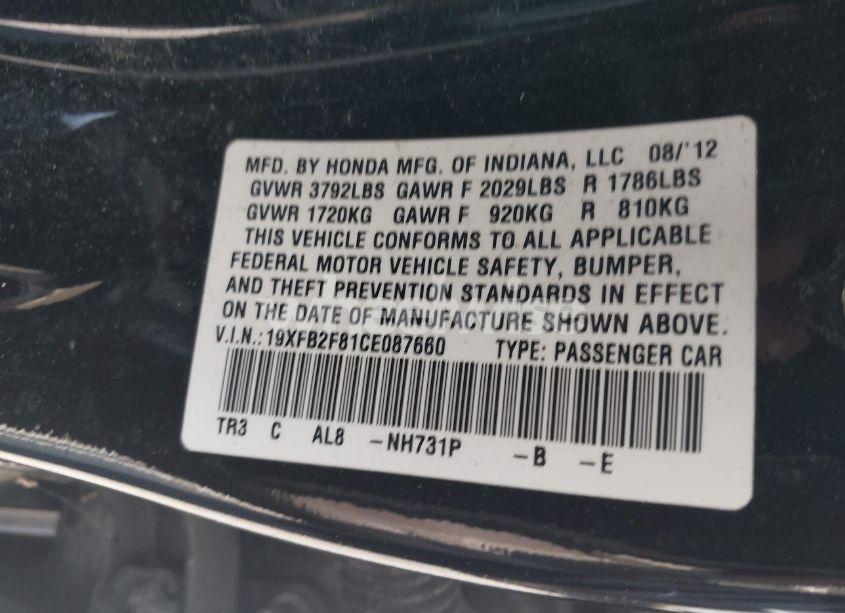 MFD. BY HONDA MFG. OF INDIANA, LLC 08/'12
GVWR 3792LBS GAWR F 2029LBS R 1786LBS
GVWR 1720KG GAWR F 920KG R 810KG
THIS VEHICLE CONFORMS TO ALL APPLICABLE
FEDERAL MOTOR VEHICLE SAFETY, BUMPER,
AND THEFT PREVENTION STANDARDS IN EFFECT
ON THE DATE OF MANUFACTURE SHOWN ABOVE.
V.I.N.:19XFB2F81CE087660 TYPE: PASSENGER CAR
TR3 C AL8 -NH731P -B -E